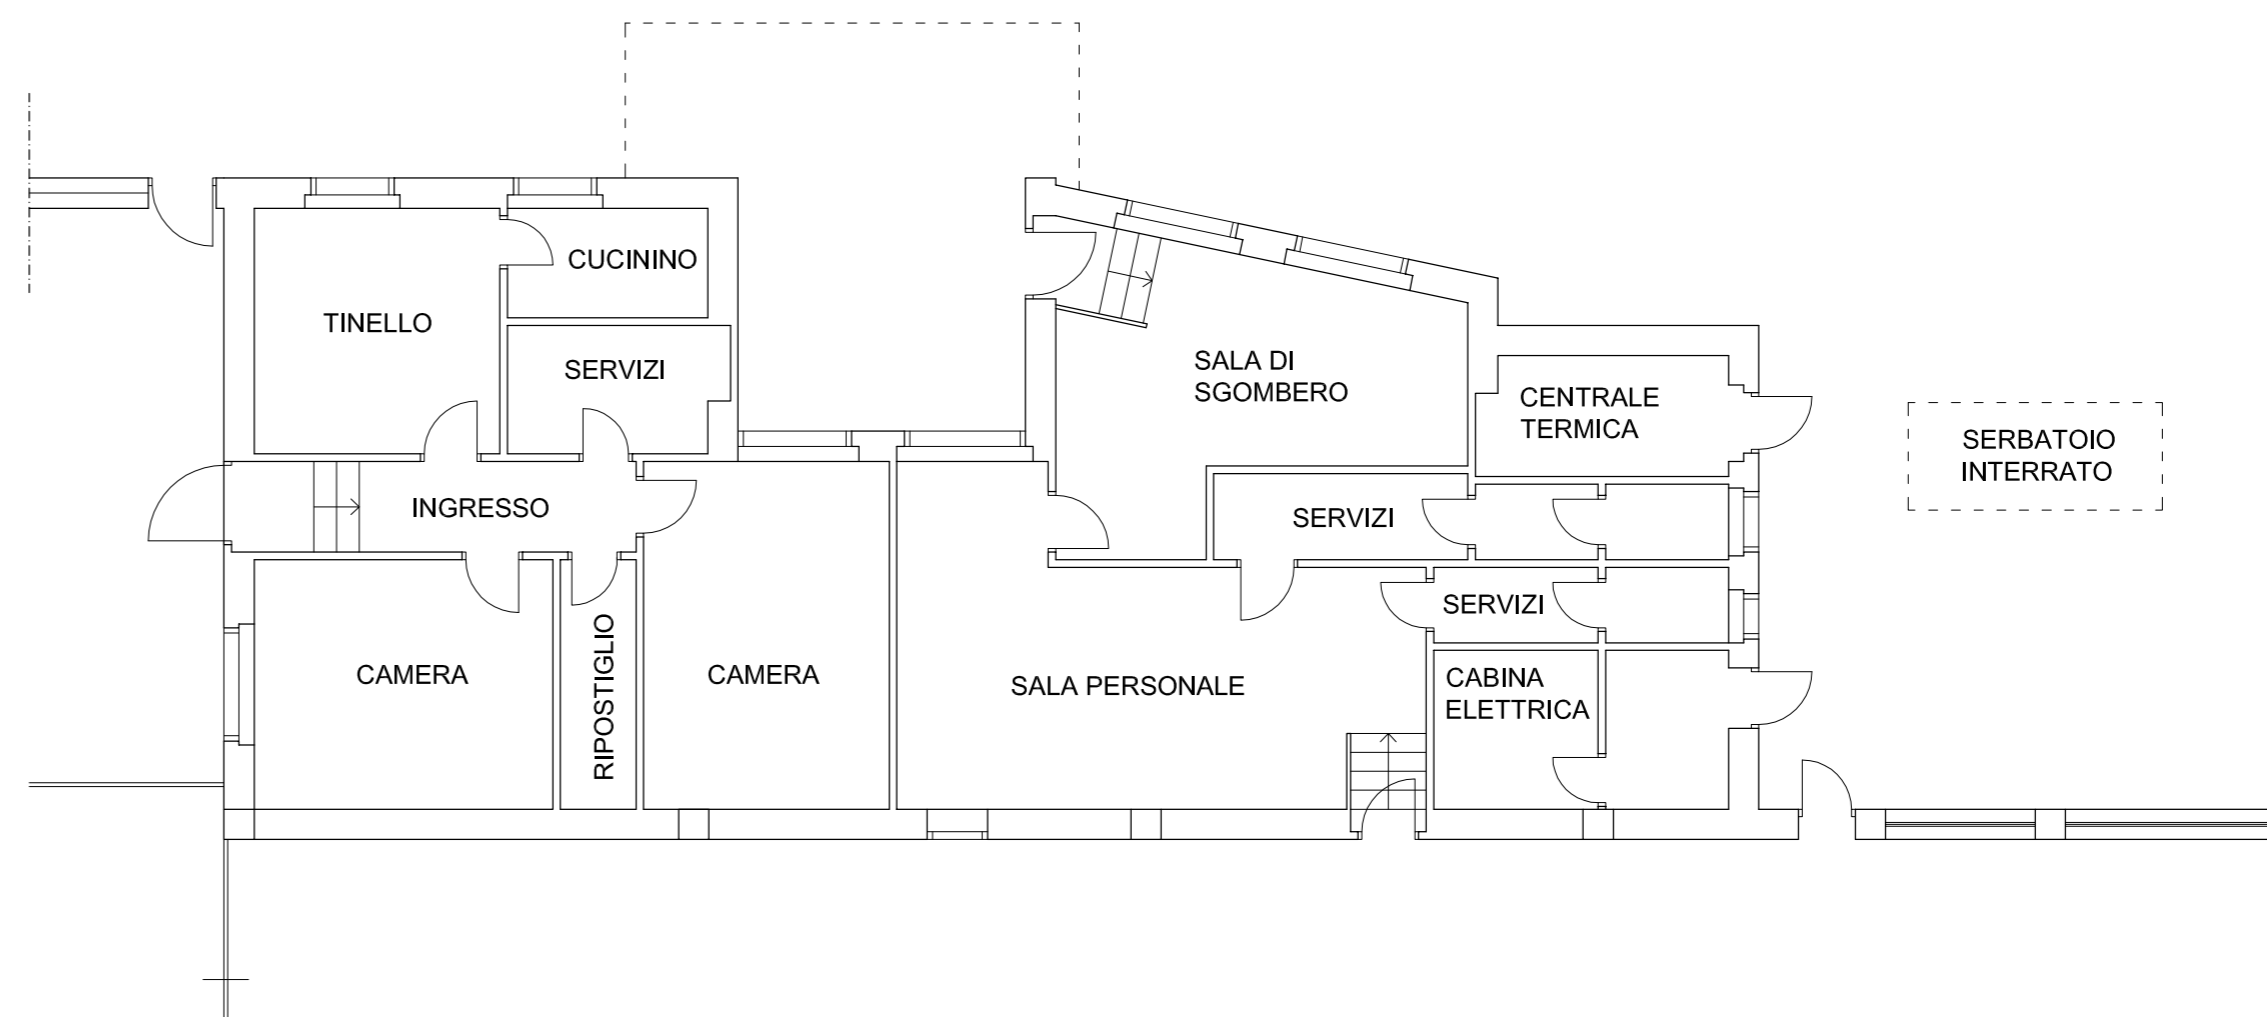 CUCININO
TINELLO
SERVIZI
SALA DI
SGOMBERO
CENTRALE
TERMICA
SERBATOIO
INTERRATO
INGRESSO
SERVIZI
SERVIZI
CAMERA
RIPOSTIGLIO
CAMERA
SALA PERSONALE
CABINA
ELETTRICA